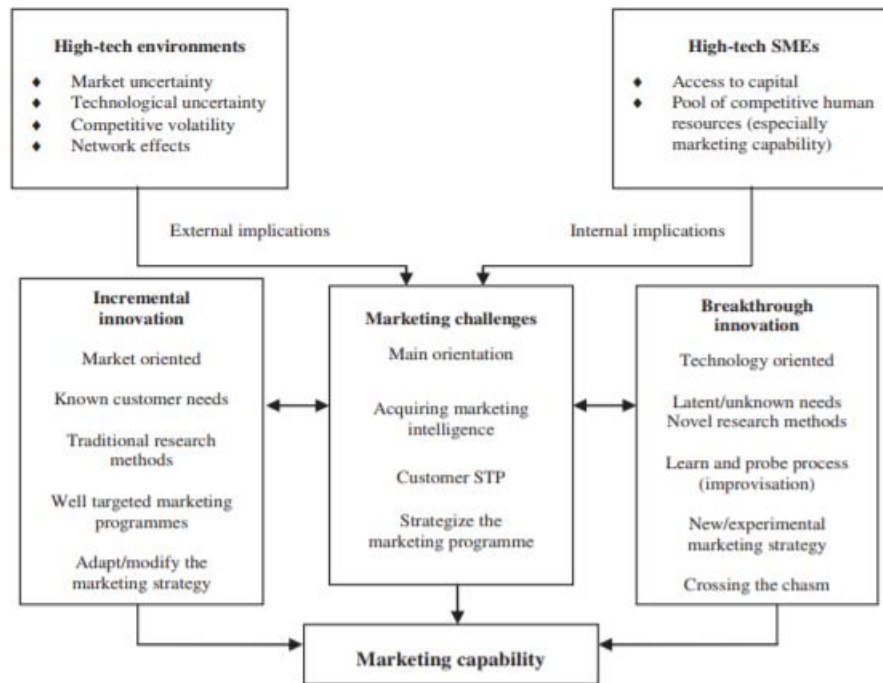 High-tech environments
♦ Market uncertainty
♦ Technological uncertainty
♦ Competitive volatility
♦ Network effects
High-tech SMEs
♦ Access to capital
♦ Pool of competitive human
resources (especially
marketing capability)
External implications
Internal implications
Incremental
innovation
Market oriented
Known customer needs
Traditional research
methods
Well targeted marketing
programmes
Adapt/modify the
marketing strategy
Marketing challenges
Main orientation
Acquiring marketing
intelligence
Customer STP
Strategize the
marketing programme
Breakthrough
innovation
Technology oriented
Latent/unknown needs
Novel research methods
Learn and probe process
(improvisation)
New/experimental
marketing strategy
Crossing the chasm
Marketing capability